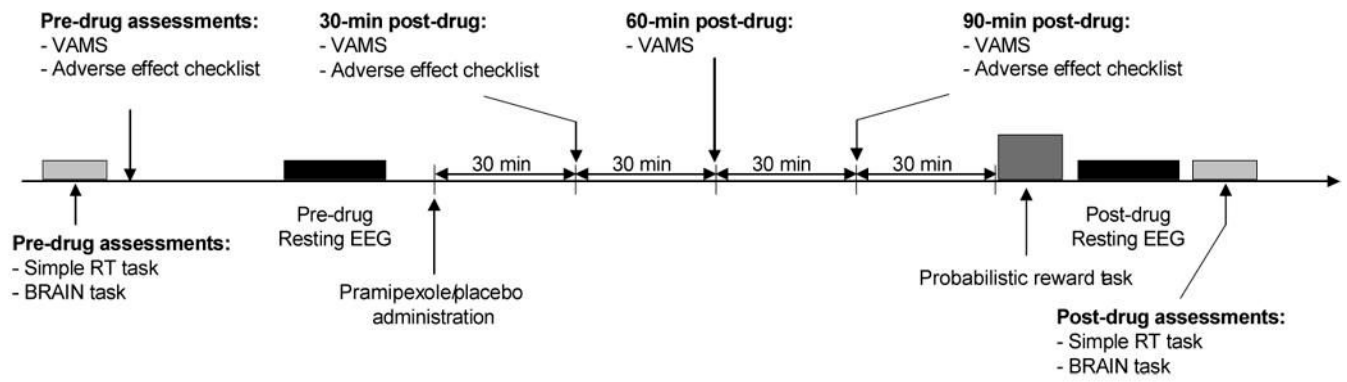 Pre-drug assessments:
- VAMS
- Adverse effect checklist
30-min post-drug:
- VAMS
- Adverse effect checklist
60-min post-drug:
- VAMS
90-min post-drug:
- VAMS
- Adverse effect checklist
30 min
30 min
30 min
30 min
Pre-drug assessments:
- Simple RT task
- BRAIN task
Pre-drug
Resting EEG
Pramipexole/placebo
administration
Probabilistic reward task
Post-drug
Resting EEG
Post-drug assessments:
- Simple RT task
- BRAIN task